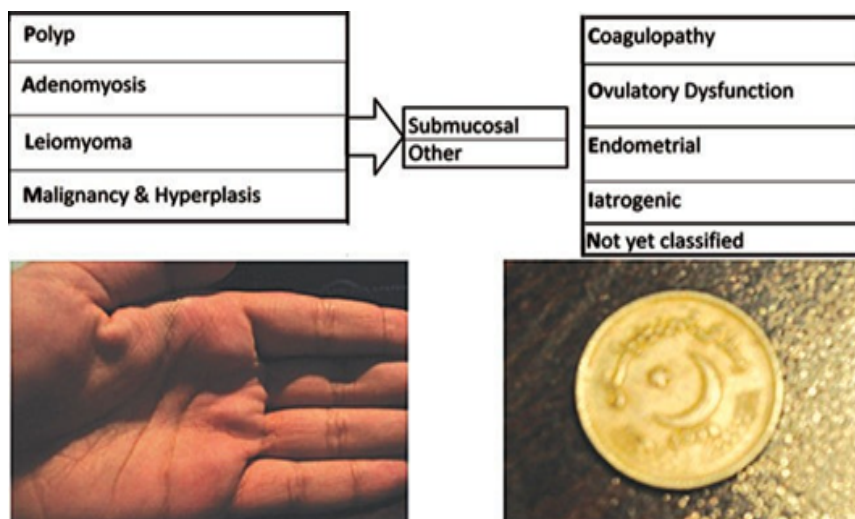 Polyp
Adenomyosis
Leiomyoma
Malignancy & Hyperplasis
Submucosal
Other
Coagulopathy
Ovulatory Dysfunction
Endometrial
Iatrogenic
Not yet classified